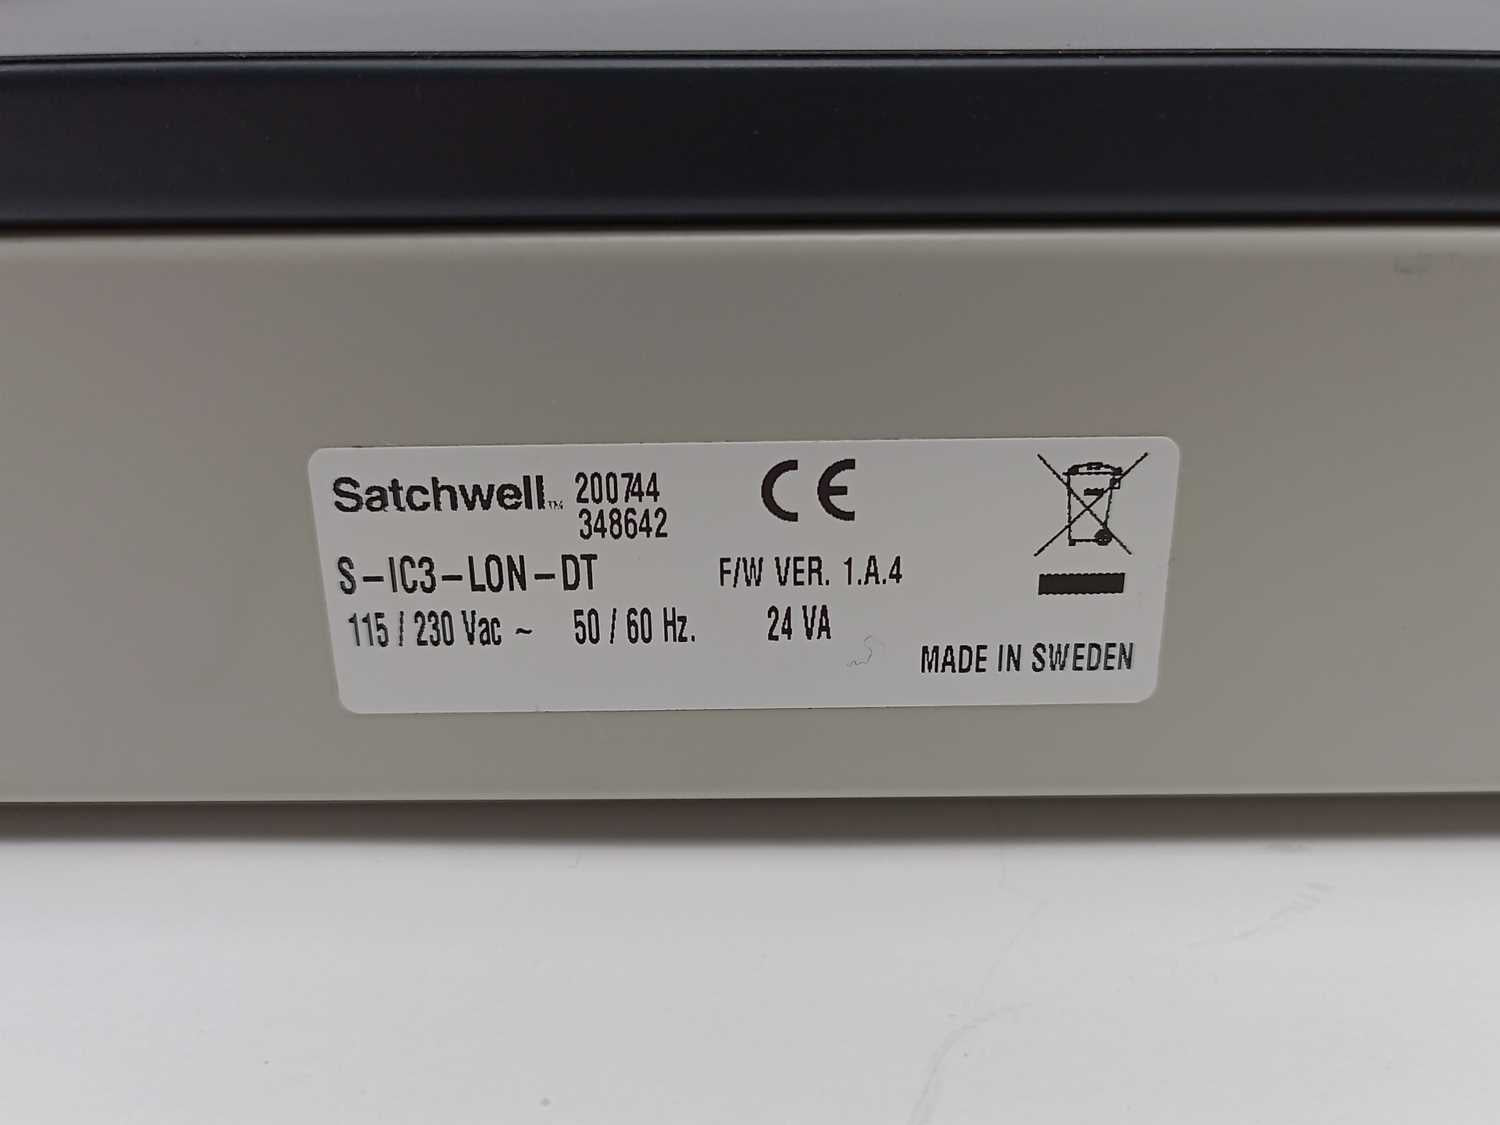 Satchwell™ 200744
348642
CE
S-IC3-LON-DT F/W VER. 1.A.4
115 / 230 Vac ~ 50 / 60 Hz. 24 VA
MADE IN SWEDEN